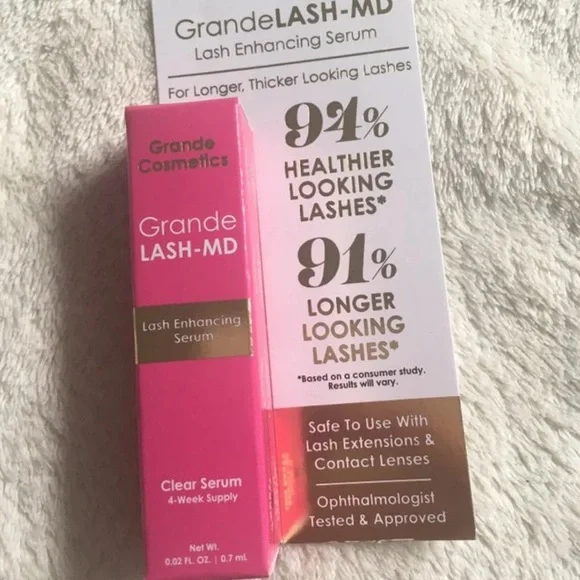 GrandeLASH-MD
Lash Enhancing Serum
For Longer, Thicker Looking Lashes
94%
HEALTHIER
LOOKING
LASHES*
91%
LONGER
LOOKING
LASHES*
*Based on a consumer study.
Results will vary.
Safe To Use With
Lash Extensions &
Contact Lenses
Ophthalmologist
Tested & Approved
Grande
Cosmetics
Grande
LASH-MD
Lash Enhancing
Serum
Clear Serum
4-Week Supply
Net Wt.
0.02 FL. OZ. | 0.7 mL